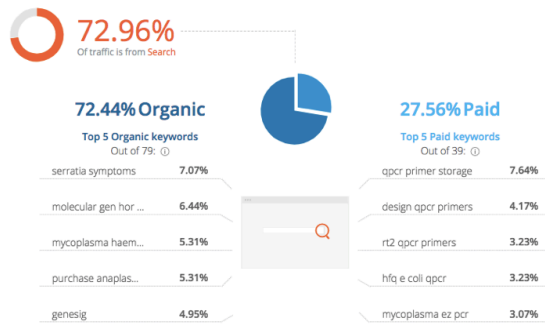 72.96%
Of traffic is from Search
72.44% Organic
Top 5 Organic keywords
Out of 79:
serratia symptoms 7.07%
molecular gen hor ... 6.44%
mycoplasma haem... 5.31%
purchase anaplas... 5.31%
genesig 4.95%
27.56% Paid
Top 5 Paid keywords
Out of 39:
qpcr primer storage 7.64%
design qpcr primers 4.17%
rt2 qpcr primers 3.23%
hfq e coli qpcr 3.23%
mycoplasma ez pcr 3.07%